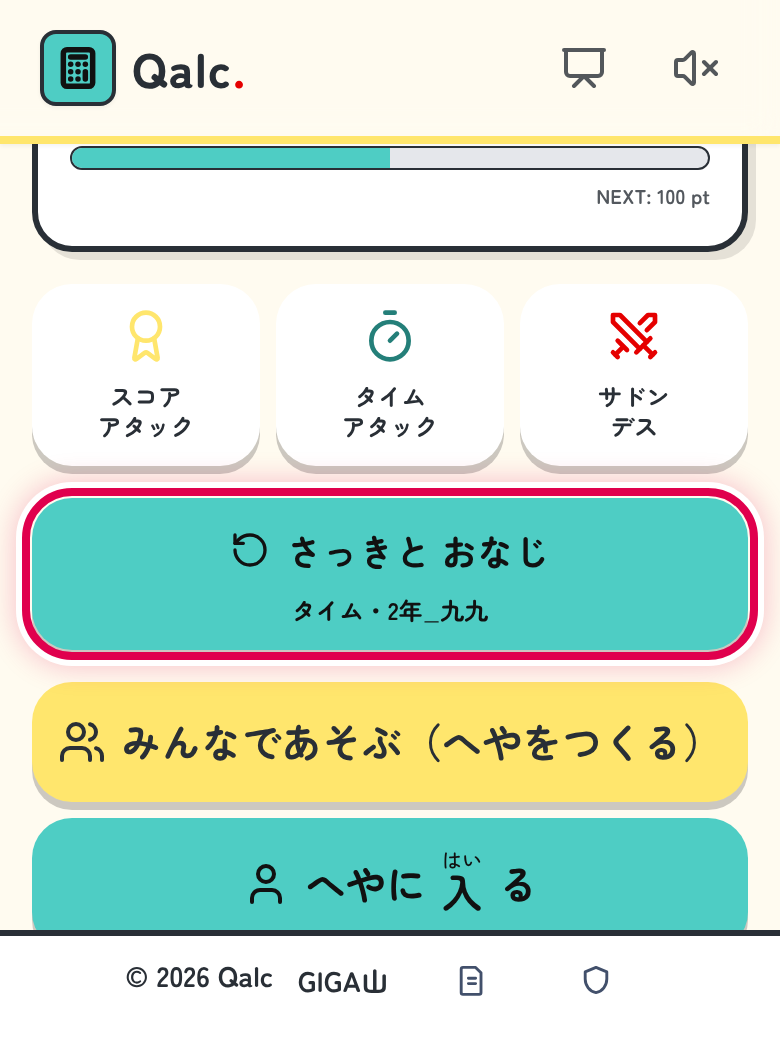 Qalc.
NEXT: 100 pt
スコア
アタック
タイム
アタック
サドン
デス
さっきと おなじ
タイム・2年_九九
みんなであそぶ（へやをつくる）
はい
へやに 入 る
© 2026 Qalc GIGA山